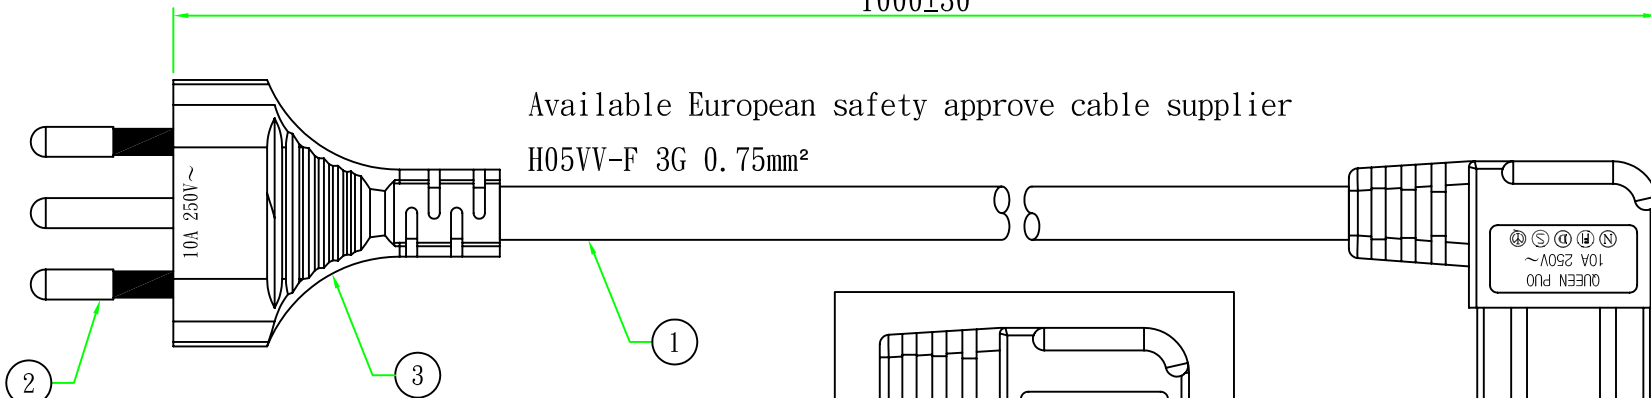 1000±30
Available European safety approve cable supplier
H05VV-F 3G 0.75mm²
10A 250V~
N FI D S
10A 250V~
QUEEN PUO
1
2
3